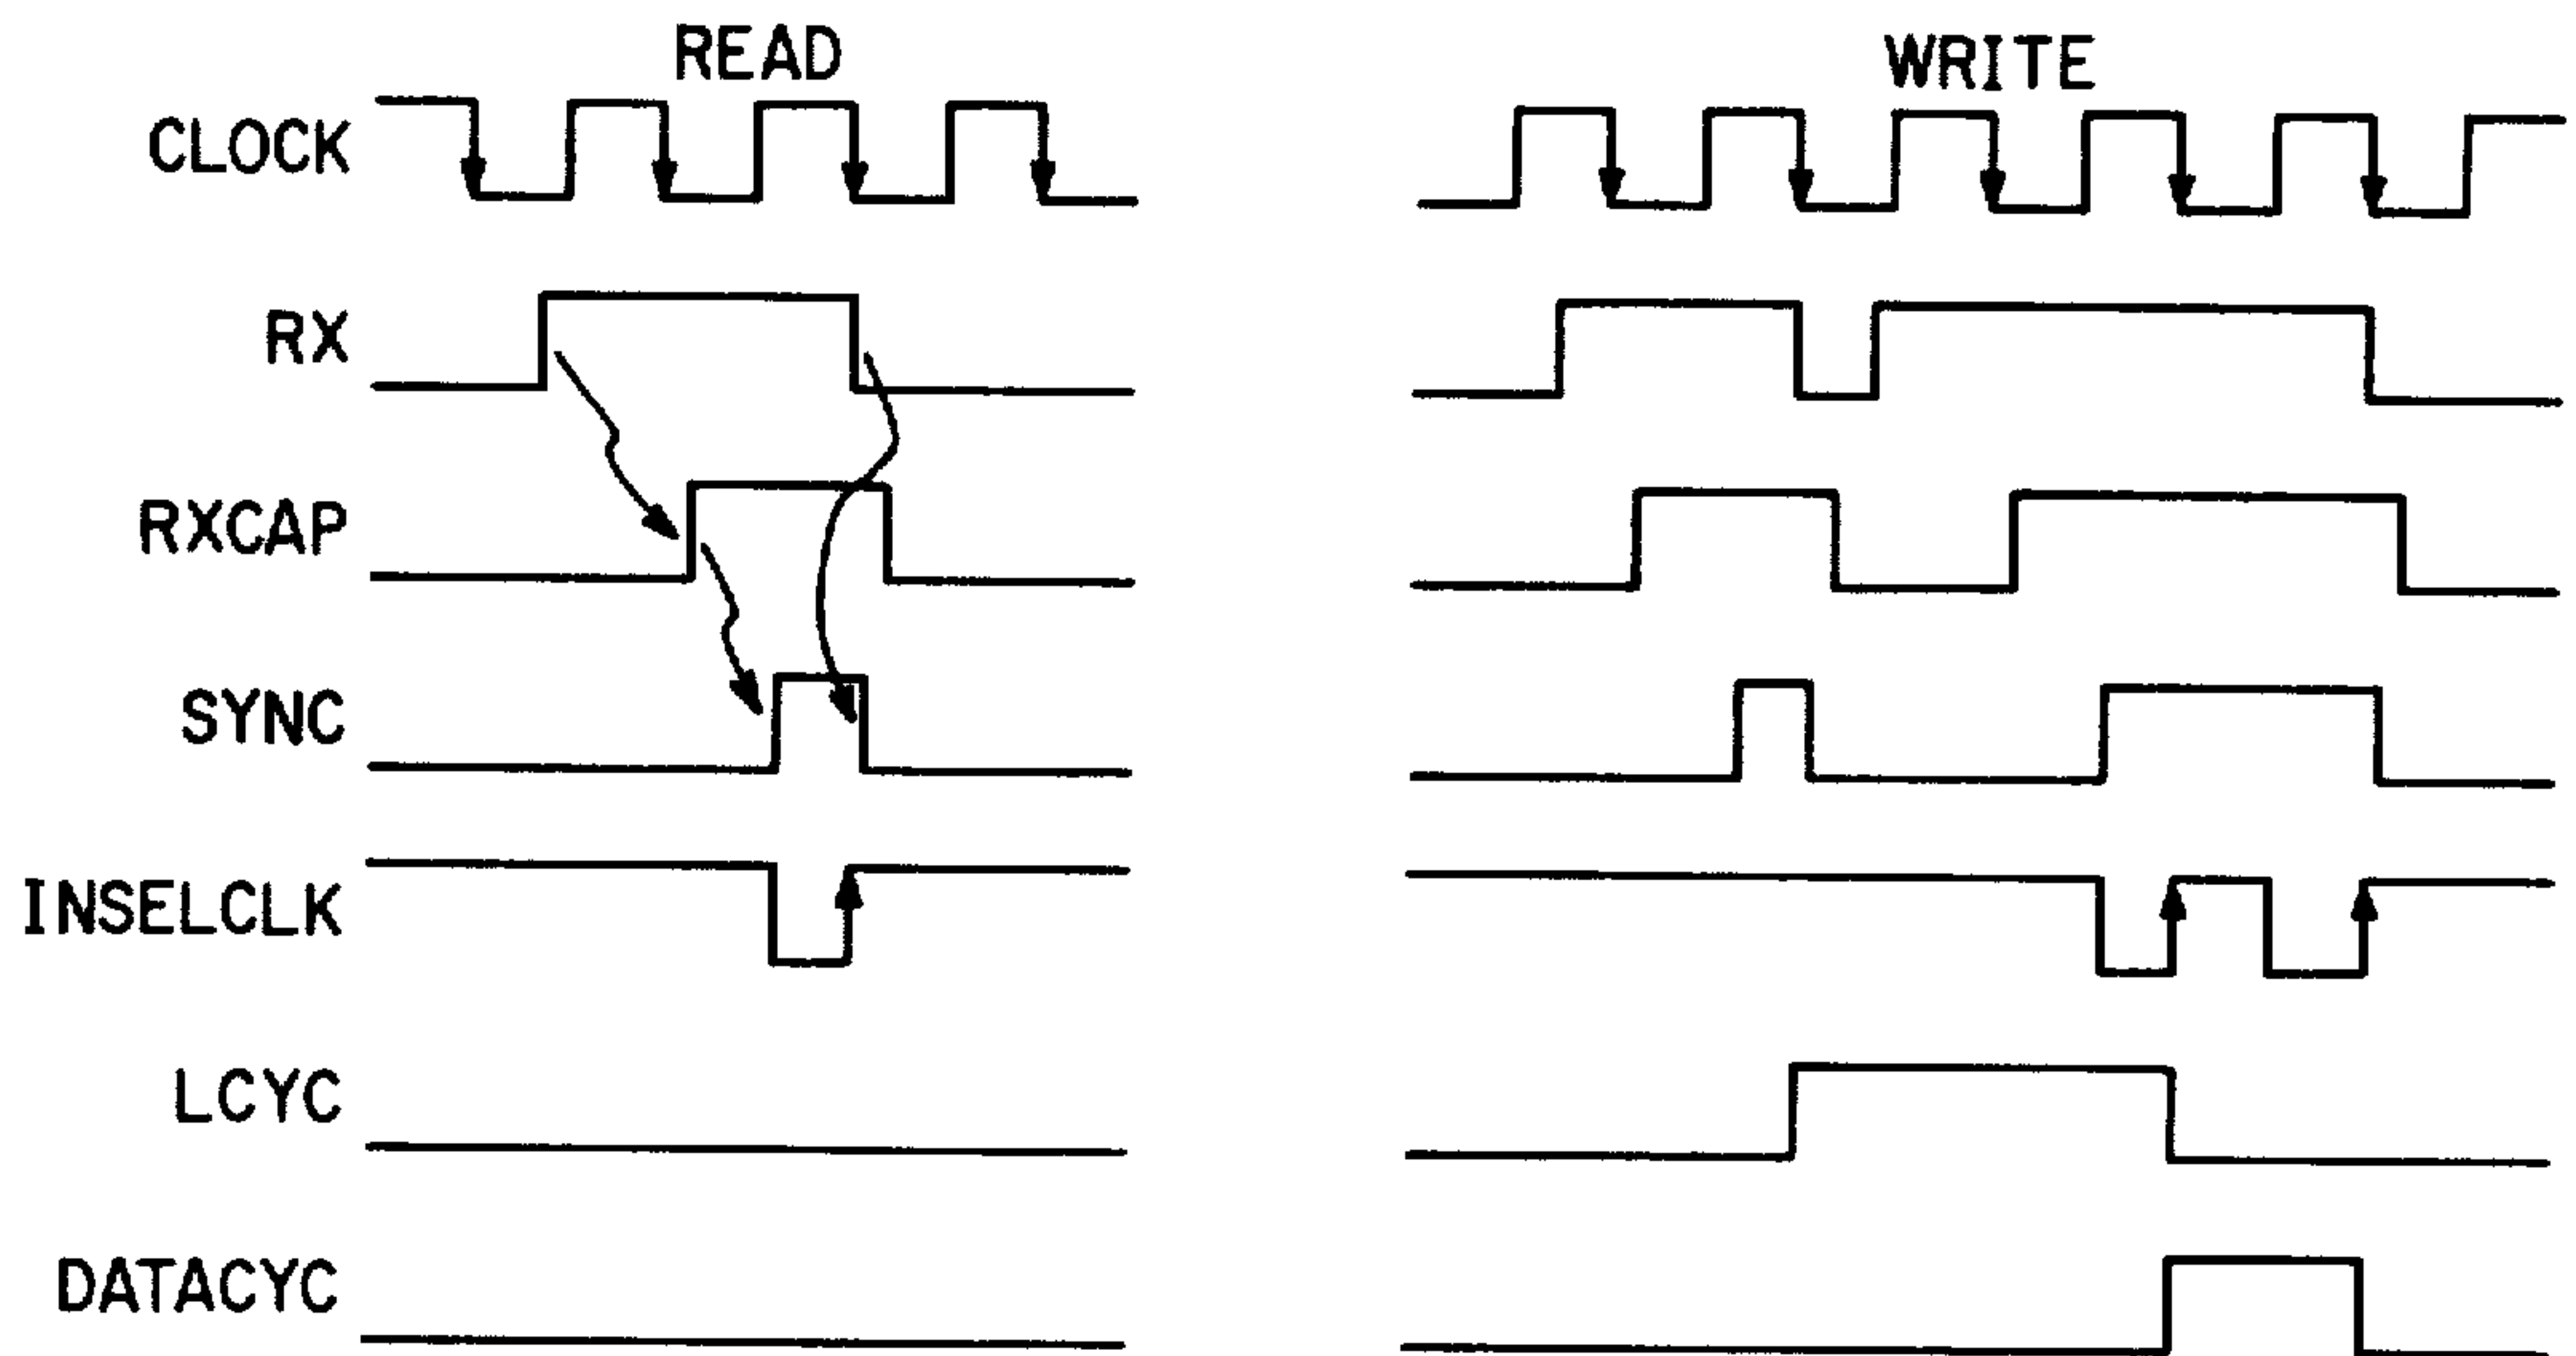 READ
WRITE
CLOCK
RX
RXCAP
SYNC
INSELCLK
LCYC
DATACYC